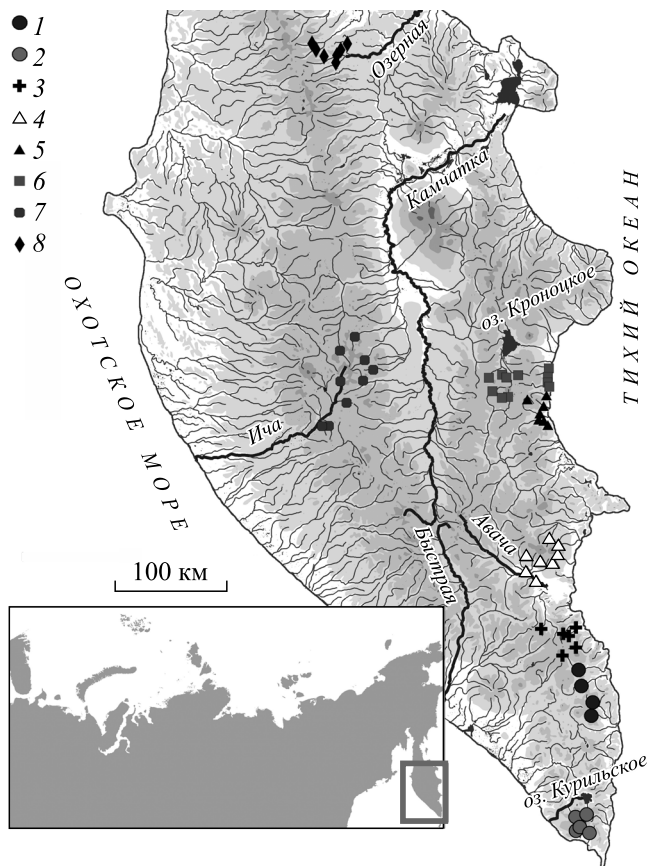 1
2
3
4
5
6
7
8
Озерная
Камчатка
оз. Кроноцкое
ТИХИЙ ОКЕАН
ОХОТСКОЕ МОРЕ
Ича
Авача
Быстрая
100 км
оз. Курильское